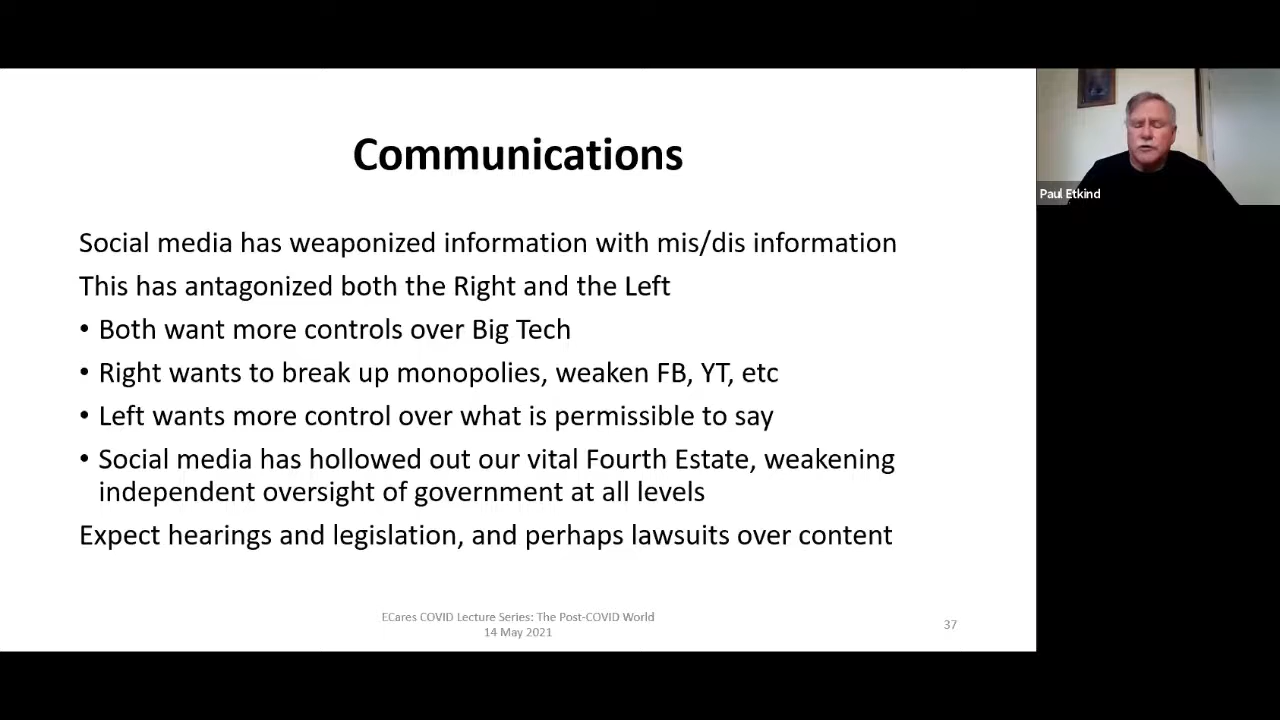 Communications
Social media has weaponized information with mis/dis information
This has antagonized both the Right and the Left
• Both want more controls over Big Tech
• Right wants to break up monopolies, weaken FB, YT, etc
• Left wants more control over what is permissible to say
• Social media has hollowed out our vital Fourth Estate, weakening
independent oversight of government at all levels
Expect hearings and legislation, and perhaps lawsuits over content
ECares COVID Lecture Series: The Post-COVID World
14 May 2021
37
Paul Etkind